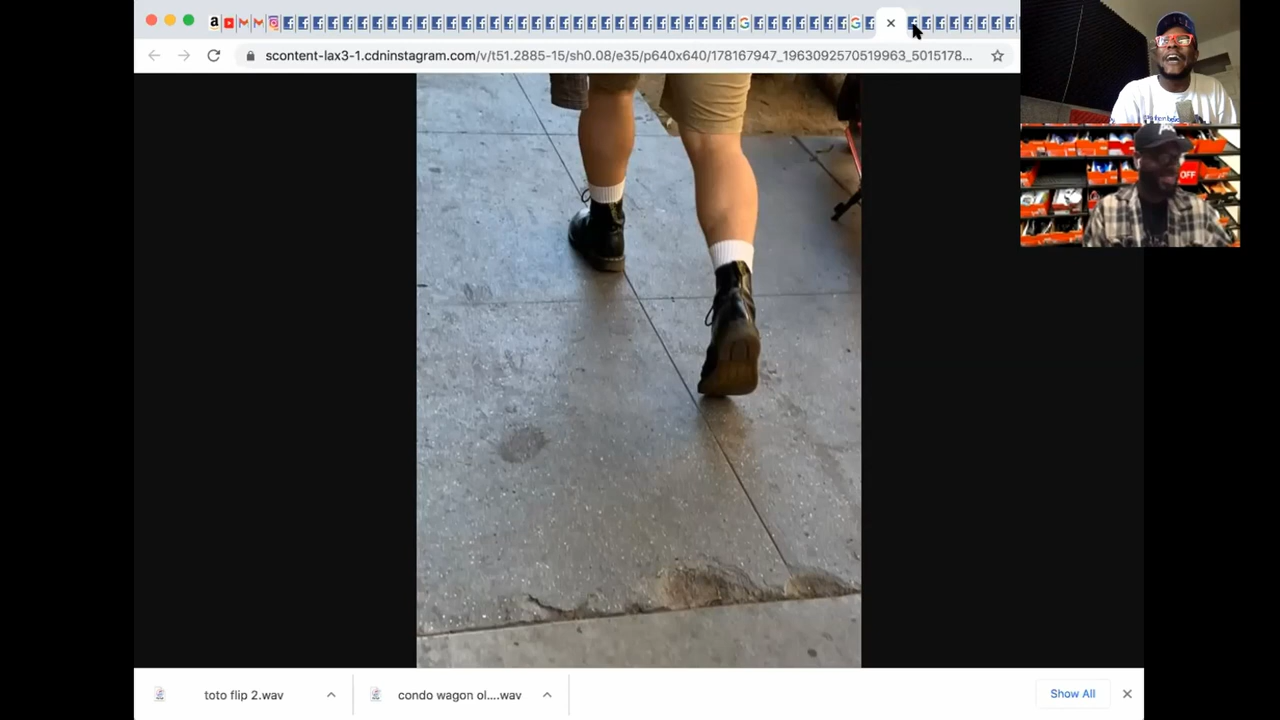 scontent-lax3-1.cdninstagram.com/v/t51.2885-15/sh0.08/e35/p640x640/178167947_1963092570519963_5015178...
OFF
toto flip 2.wav
condo wagon ol....wav
Show All